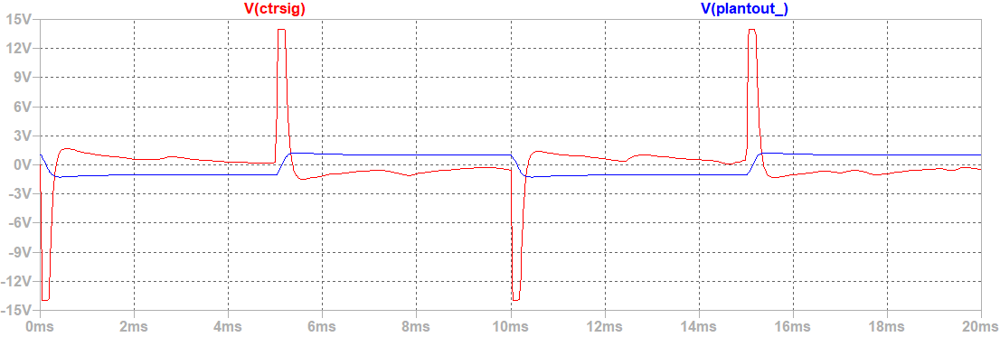 V(ctrsig) V(plantout_)
15V
12V
9V
6V
3V
0V
-3V
-6V
-9V
-12V
-15V
0ms 2ms 4ms 6ms 8ms 10ms 12ms 14ms 16ms 18ms 20ms